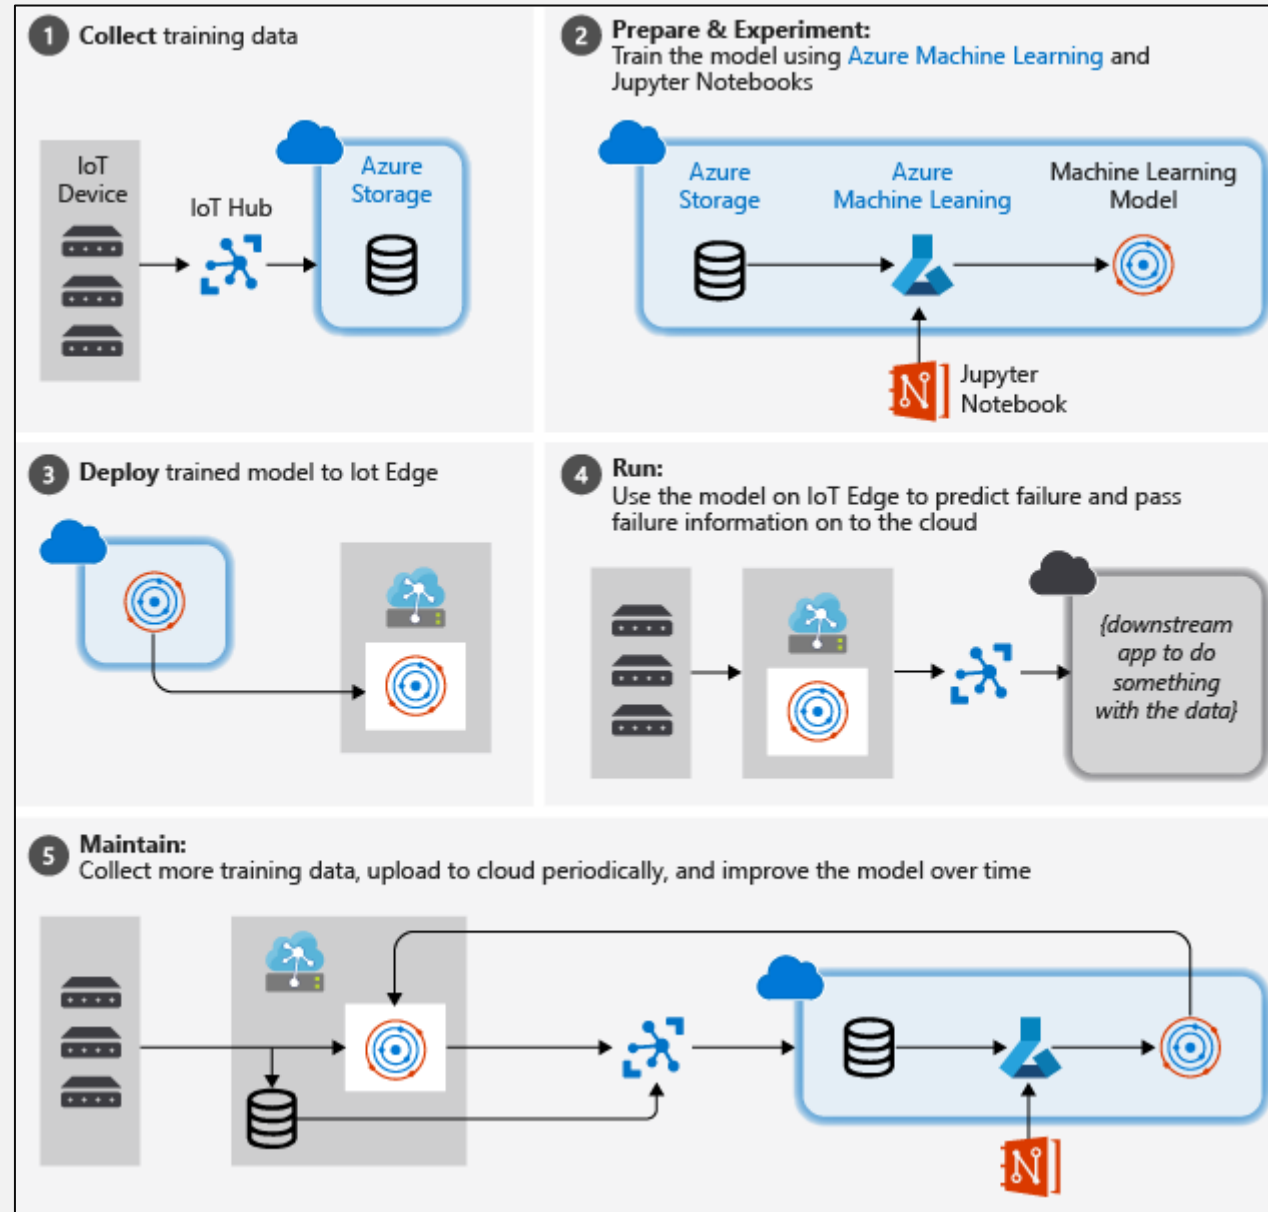 1 Collect training data
IoT
Device
IoT Hub
Azure
Storage
2 Prepare & Experiment:
Train the model using Azure Machine Learning and
Jupyter Notebooks
Azure
Storage
Azure
Machine Leaning
Machine Learning
Model
Jupyter
Notebook
3 Deploy trained model to Iot Edge
4 Run:
Use the model on IoT Edge to predict failure and pass
failure information on to the cloud
{downstream
app to do
something
with the data}
5 Maintain:
Collect more training data, upload to cloud periodically, and improve the model over time